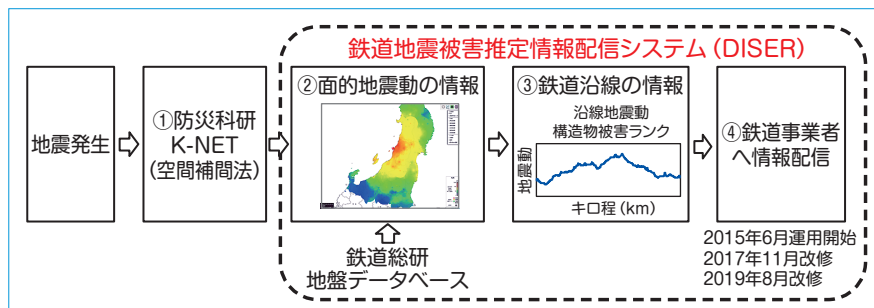 鉄道地震被害推定情報配信システム(DISER)
地震発生
①防災科研
K-NET
(空間補間法)
②面的地震動の情報
鉄道総研
地盤データベース
③鉄道沿線の情報
沿線地震動
構造物被害ランク
地震動
キロ程(km)
④鉄道事業者
へ情報配信
2015年6月運用開始
2017年11月改修
2019年8月改修